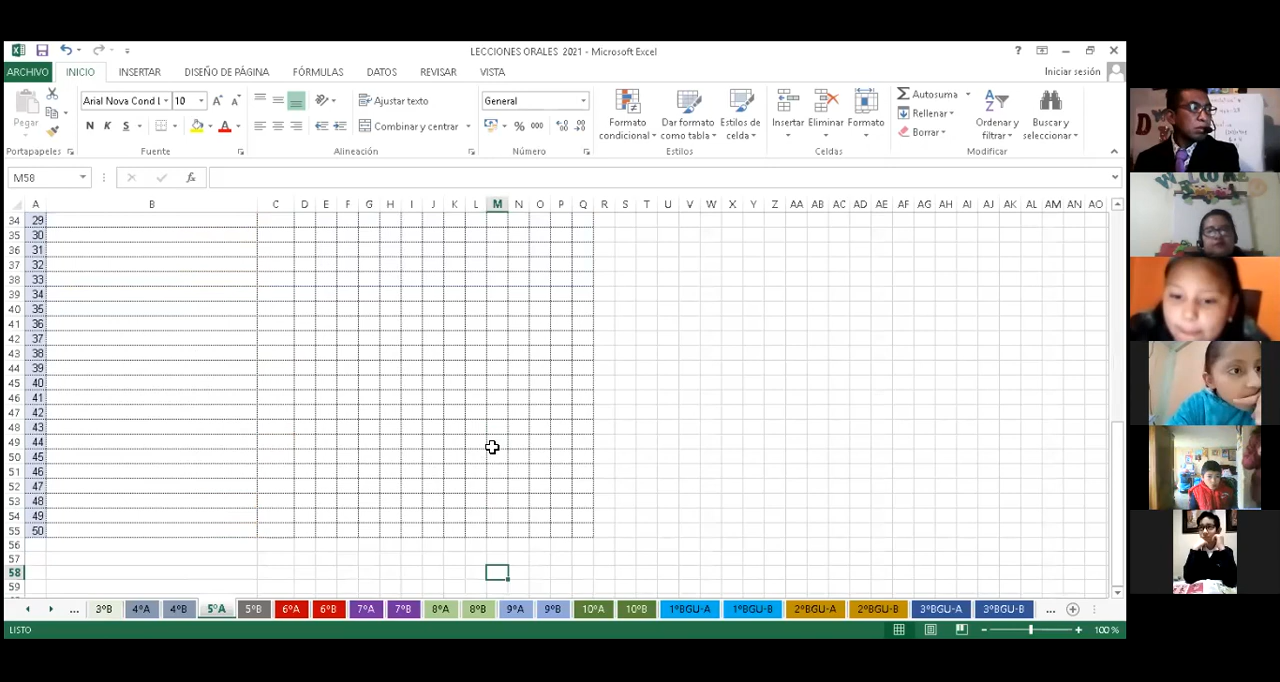 LECCIONES ORALES 2021 - Microsoft Excel
ARCHIVO INICIO INSERTAR DISEÑO DE PÁGINA FÓRMULAS DATOS REVISAR VISTA Iniciar sesión
Arial Nova Cond I 10 Ajustar texto General Autosuma
Pegar N K S Combinar y centrar % 000 Formato condicional Dar formato como tabla Estilos de celda Insertar Eliminar Formato Rellenar Borrar Ordenar y filtrar Buscar y seleccionar
Portapapeles Fuente Alineación Número Estilos Celdas Modificar
M58 fx
A B C D E F G H I J K L M N O P Q R S T U V W X Y Z AA AB AC AD AE AF AG AH AI AJ AK AL AM AN AO
34 29
35 30
36 31
37 32
38 33
39 34
40 35
41 36
42 37
43 38
44 39
45 40
46 41
47 42
48 43
49 44
50 45
51 46
52 47
53 48
54 49
55 50
56
57
58
59
... 3ºB 4ºA 4ºB 5ºA 5ºB 6ºA 6ºB 7ºA 7ºB 8ºA 8ºB 9ºA 9ºB 10ºA 10ºB 1ºBGU-A 1ºBGU-B 2ºBGU-A 2ºBGU-B 3ºBGU-A 3ºBGU-B ...
LISTO 100 %